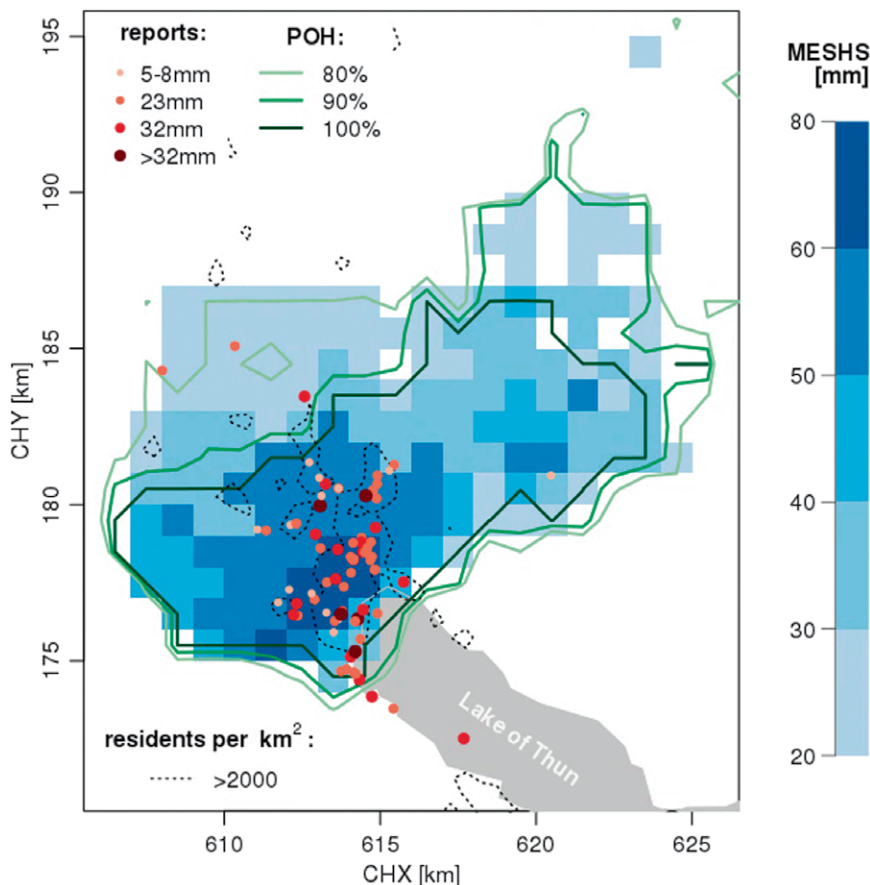 reports:
5-8mm
23mm
32mm
>32mm
POH:
80%
90%
100%
MESHS
[mm]
80
60
50
40
30
20
195
190
185
180
175
CHY [km]
Lake of Thun
residents per km²:
>2000
610
615
620
625
CHX [km]